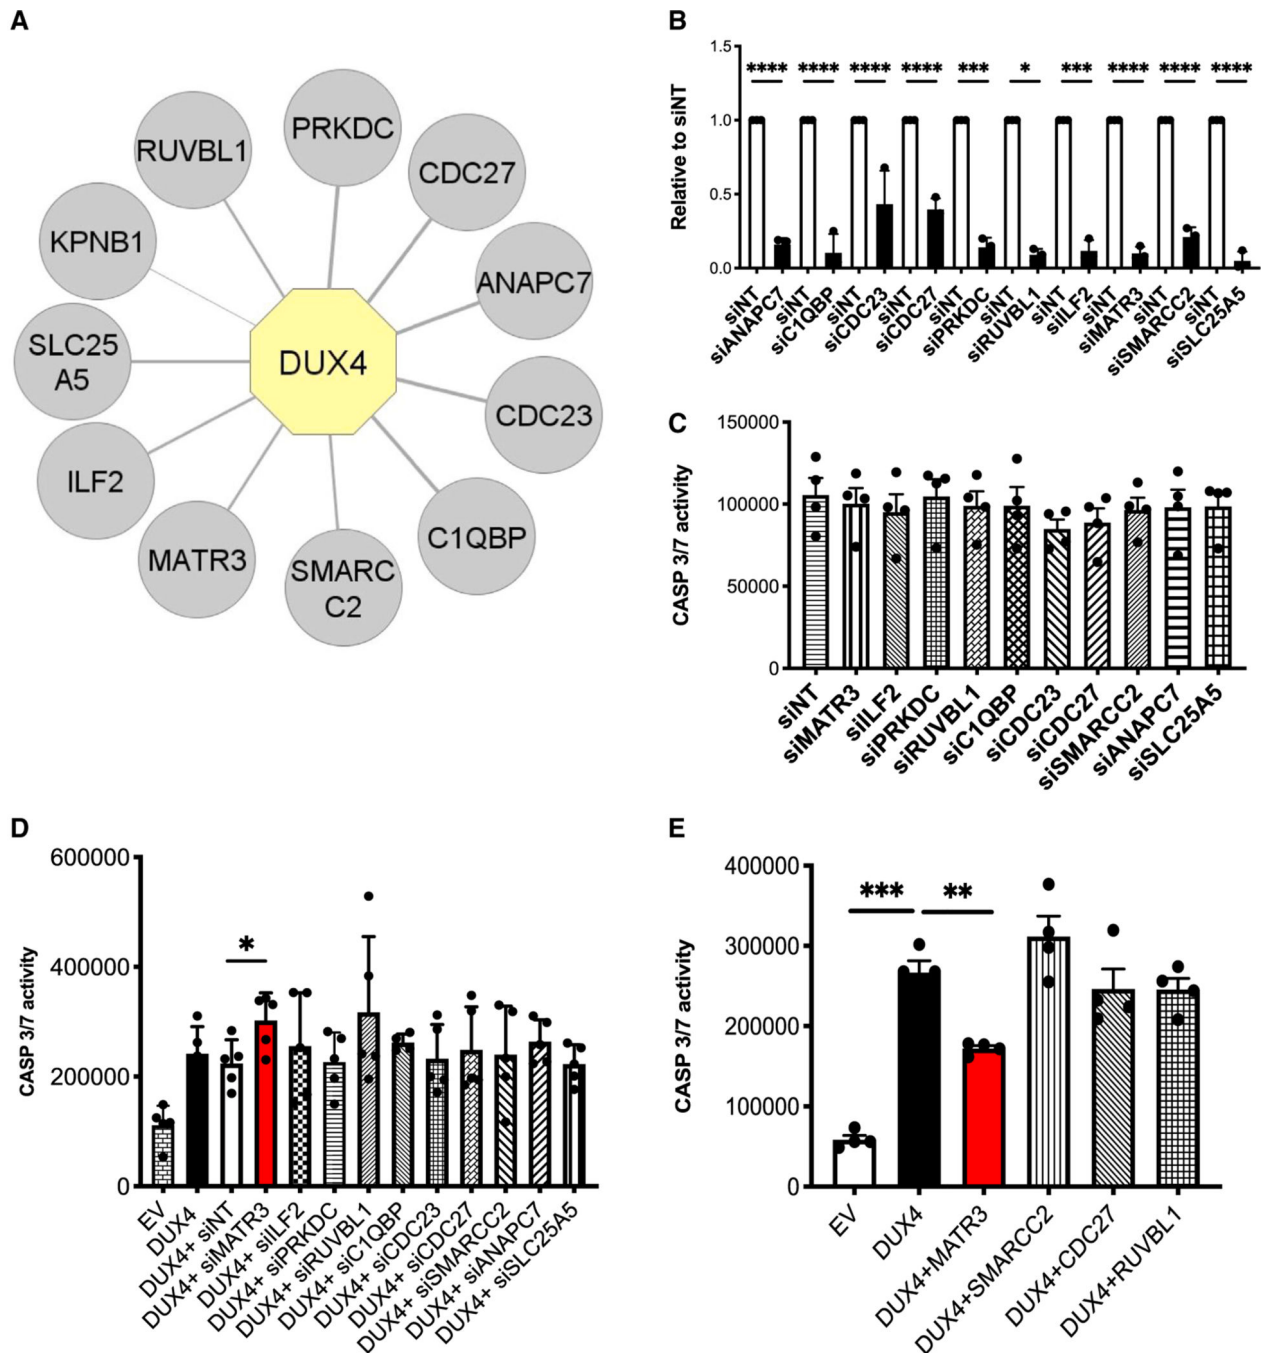 A
PRKDC
RUVBL1
CDC27
KPNB1
ANAPC7
SLC25
A5
DUX4
CDC23
ILF2
C1QBP
MATR3
SMARC
C2
B
Relative to siNT
1.5
1.0
0.5
0.0
**** **** **** **** *** * *** **** **** ****
siNT
siANAPC7
siNT
siC1QBP
siNT
siCDC23
siNT
siCDC27
siNT
siPRKDC
siNT
siRUVBL1
siNT
siILF2
siNT
siMATR3
siNT
siSMARCC2
siNT
siSLC25A5
C
CASP 3/7 activity
150000
100000
50000
0
siNT
siMATR3
siILF2
siPRKDC
siRUVBL1
siC1QBP
siCDC23
siCDC27
siSMARCC2
siANAPC7
siSLC25A5
D
CASP 3/7 activity
600000
400000
200000
0
*
EV
DUX4
DUX4+ siNT
DUX4+ siMATR3
DUX4+ siILF2
DUX4+ siPRKDC
DUX4+ siRUVBL1
DUX4+ siC1QBP
DUX4+ siCDC23
DUX4+ siCDC27
DUX4+ siSMARCC2
DUX4+ siANAPC7
DUX4+ siSLC25A5
E
CASP 3/7 activity
400000
300000
200000
100000
0
*** **
EV
DUX4
DUX4+MATR3
DUX4+SMARCC2
DUX4+CDC27
DUX4+RUVBL1